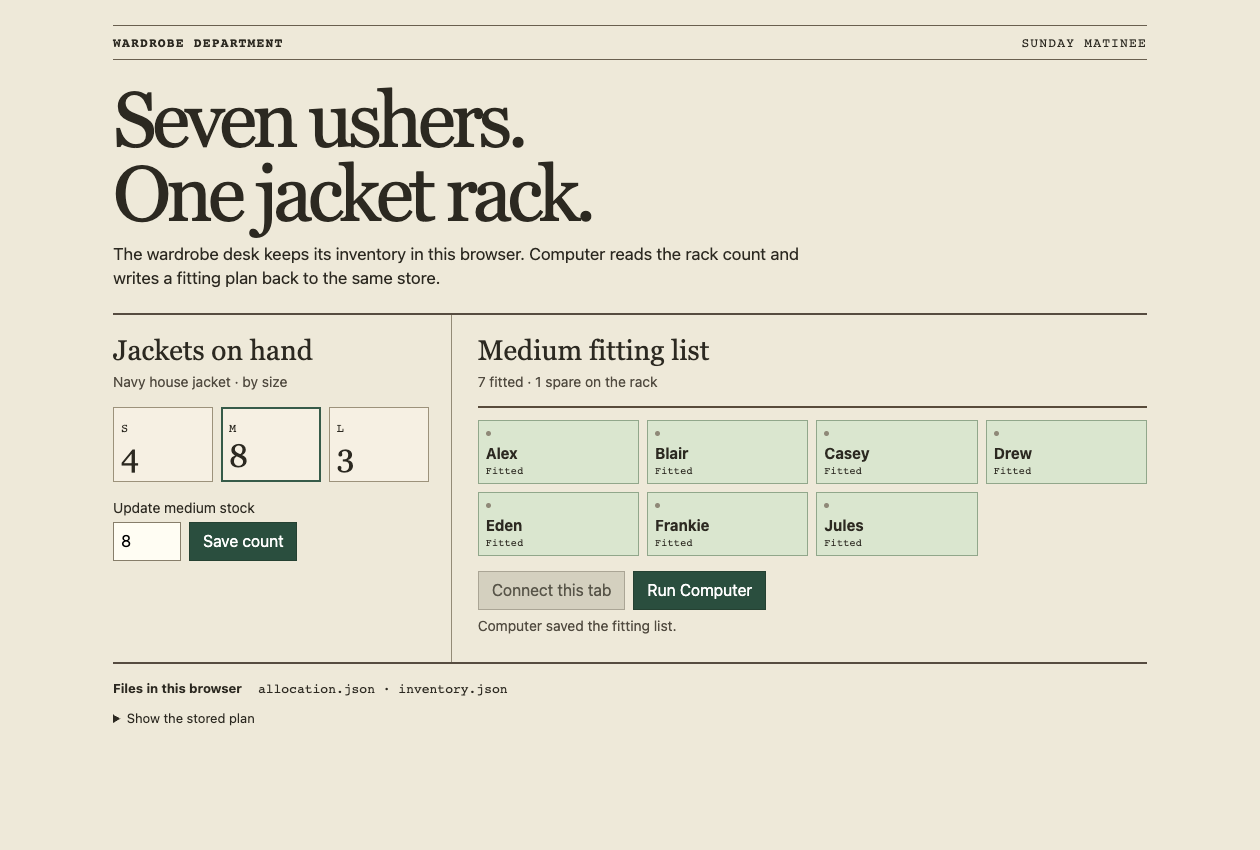 WARDROBE DEPARTMENT
SUNDAY MATINEE
Seven ushers.
One jacket rack.
The wardrobe desk keeps its inventory in this browser. Computer reads the rack count and
writes a fitting plan back to the same store.
Jackets on hand
Navy house jacket · by size
S
4
M
8
L
3
Update medium stock
8
Save count
Medium fitting list
7 fitted · 1 spare on the rack
Alex
Fitted
Blair
Fitted
Casey
Fitted
Drew
Fitted
Eden
Fitted
Frankie
Fitted
Jules
Fitted
Connect this tab
Run Computer
Computer saved the fitting list.
Files in this browser allocation.json · inventory.json
Show the stored plan